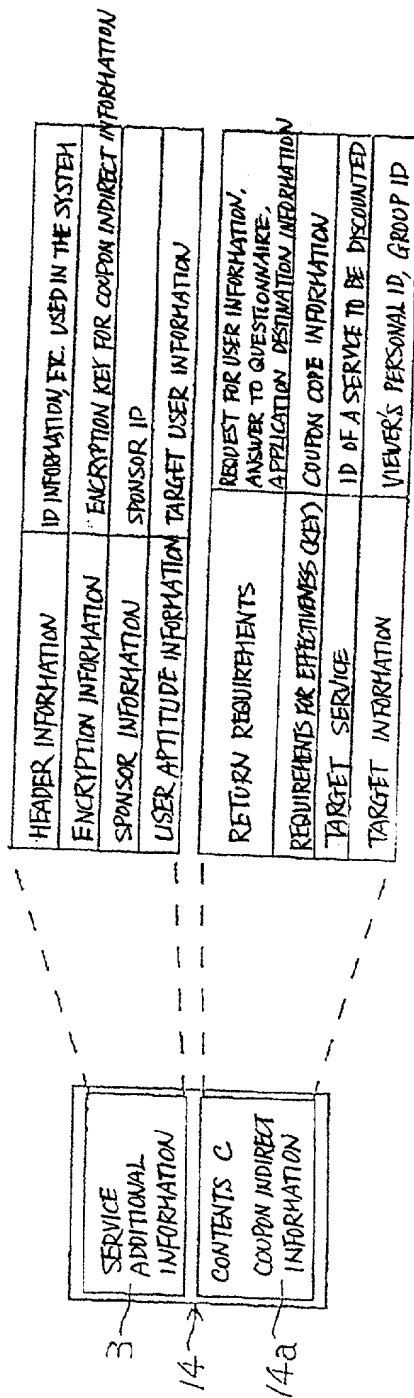 SERVICE
ADDITIONAL
INFORMATION
3
14
CONTENTS C
COUPON INDIRECT
INFORMATION
14a
HEADER INFORMATION
ID INFORMATION, ETC. USED IN THE SYSTEM
ENCRYPTION INFORMATION
ENCRYPTION KEY FOR COUPON INDIRECT INFORMATION
SPONSOR INFORMATION
SPONSOR ID
USER APTITUDE INFORMATION
TARGET USER INFORMATION
RETURN REQUIREMENTS
REQUEST FOR USER INFORMATION,
ANSWER TO QUESTIONNAIRE,
APPLICATION DESTINATION INFORMATION
REQUIREMENTS FOR EFFECTIVENESS (KEY)
COUPON CODE INFORMATION
TARGET SERVICE
ID OF A SERVICE TO BE DISCOUNTED
TARGET INFORMATION
VIEWER'S PERSONAL ID, GROUP ID